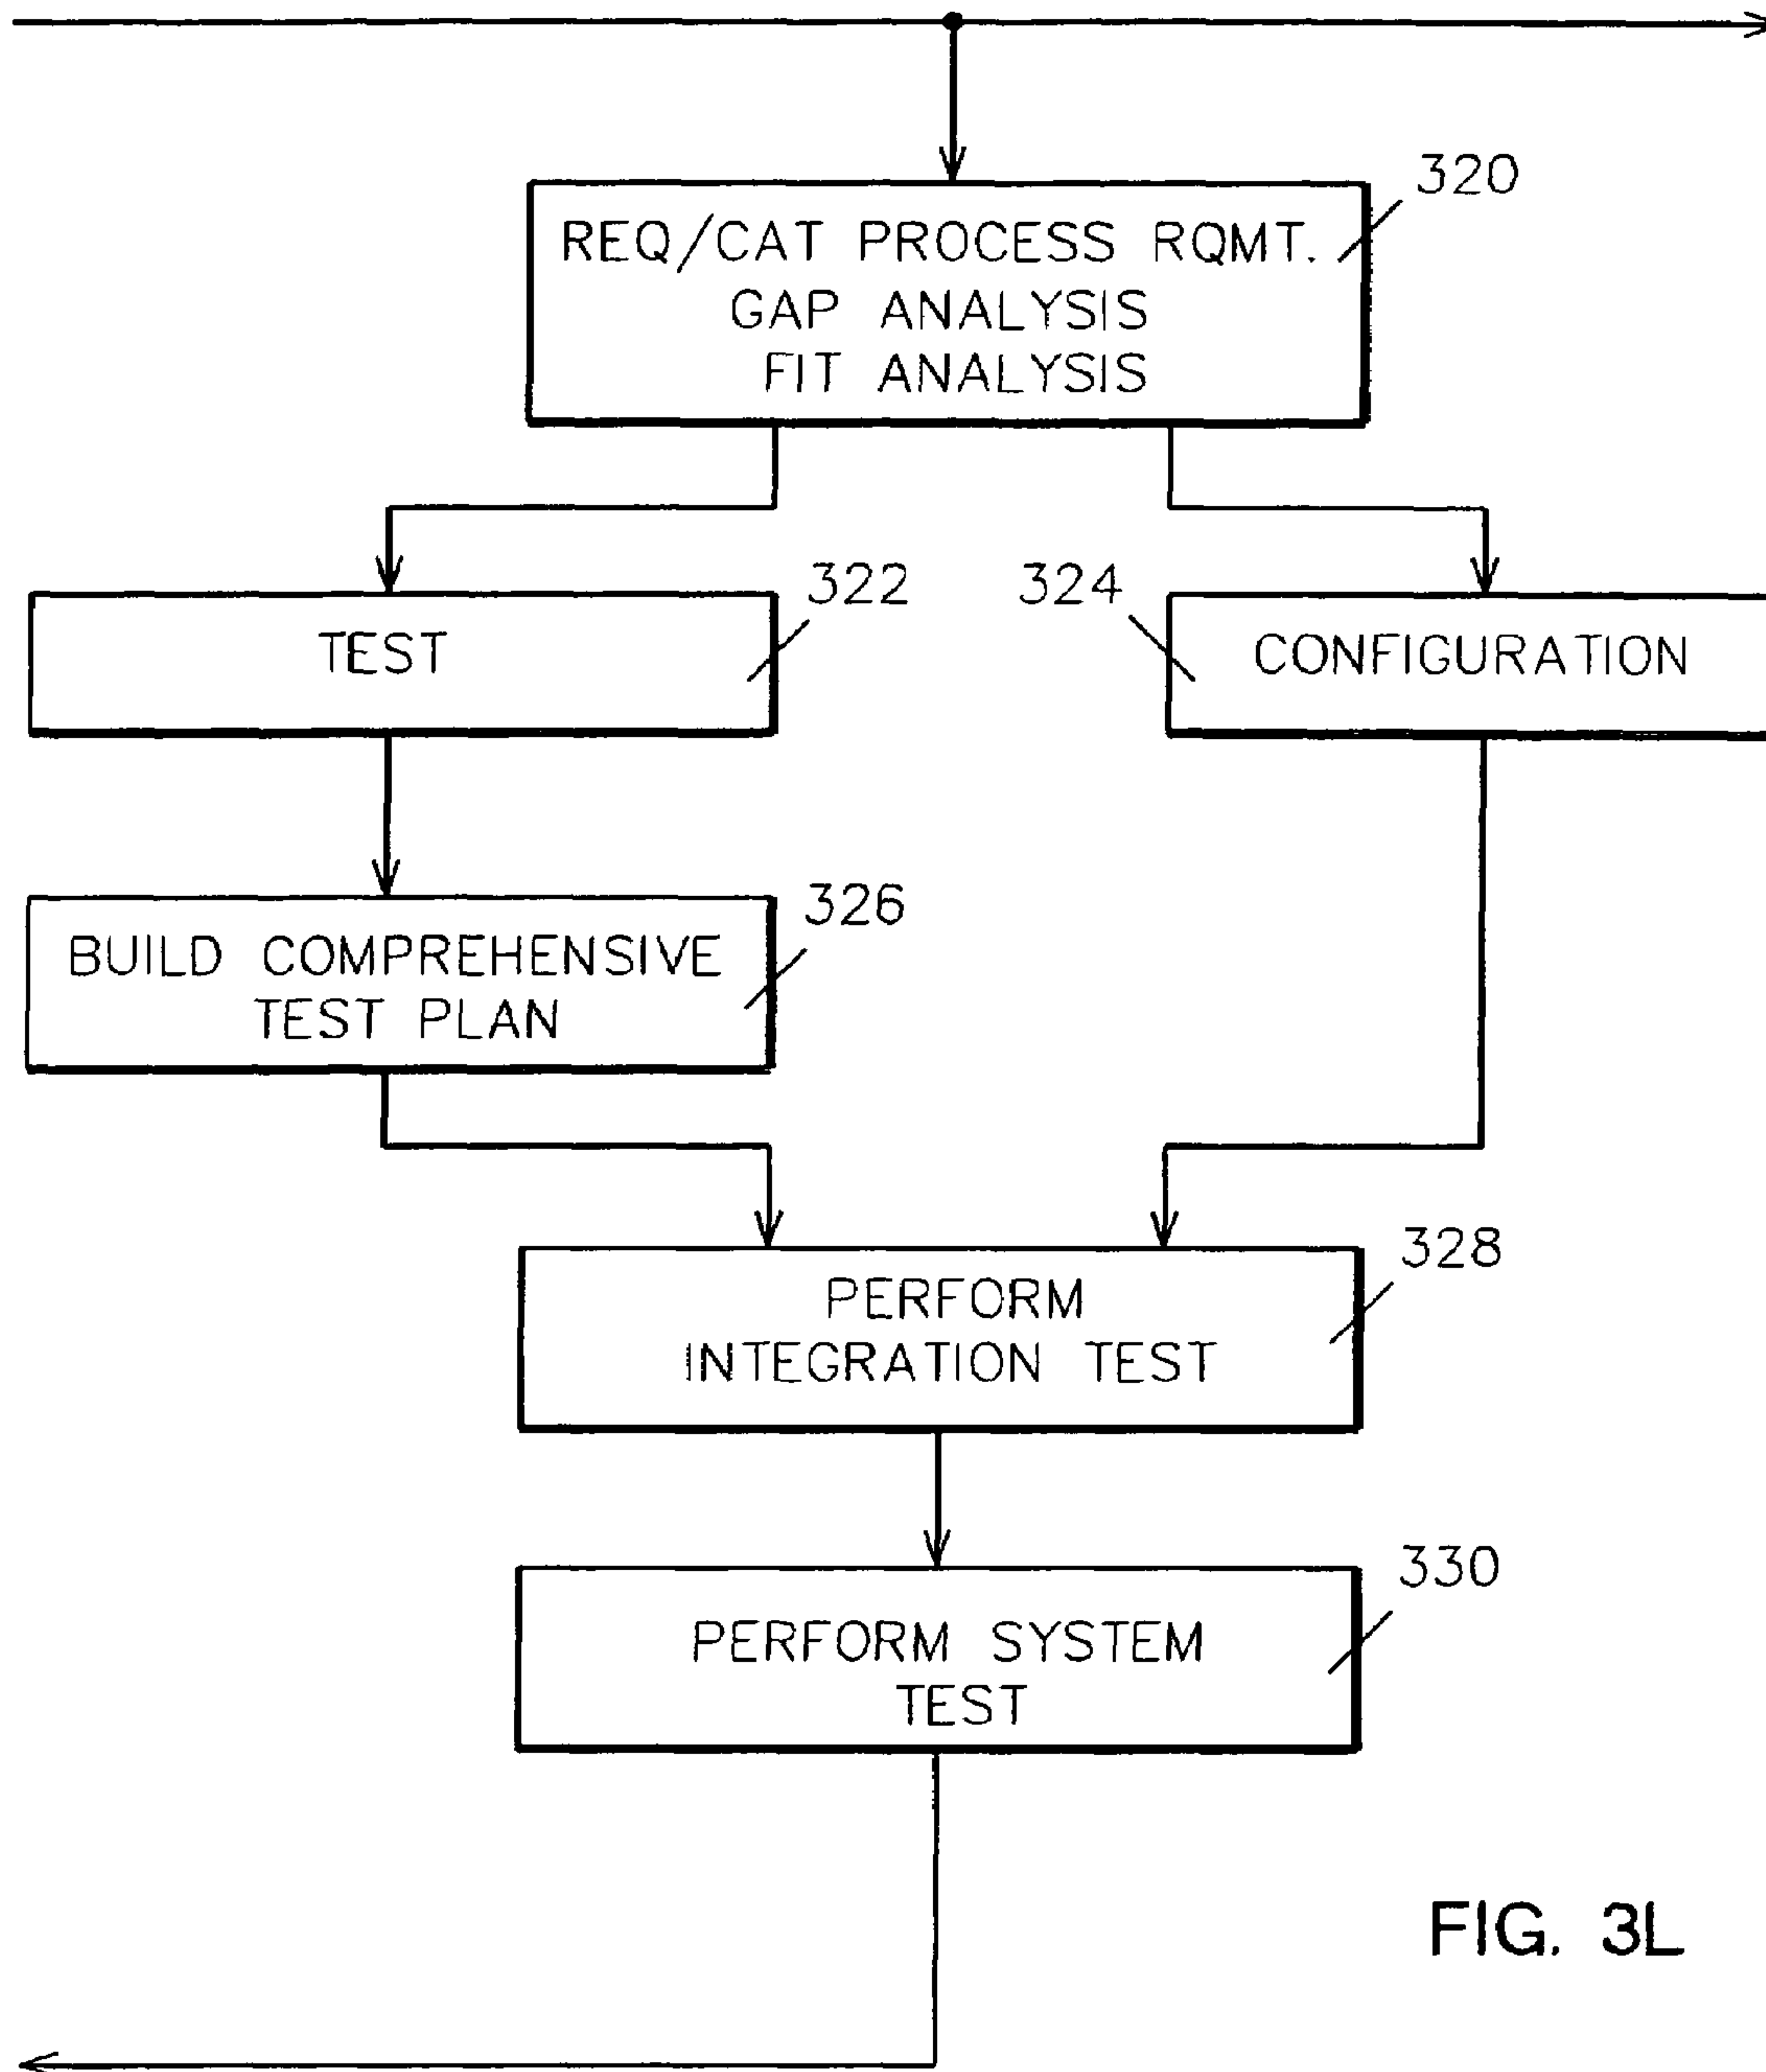 320
REQ/CAT PROCESS RQMT.
GAP ANALYSIS
FIT ANALYSIS
322
324
TEST
CONFIGURATION
326
BUILD COMPREHENSIVE
TEST PLAN
328
PERFORM
INTEGRATION TEST
330
PERFORM SYSTEM
TEST
FIG. 3L